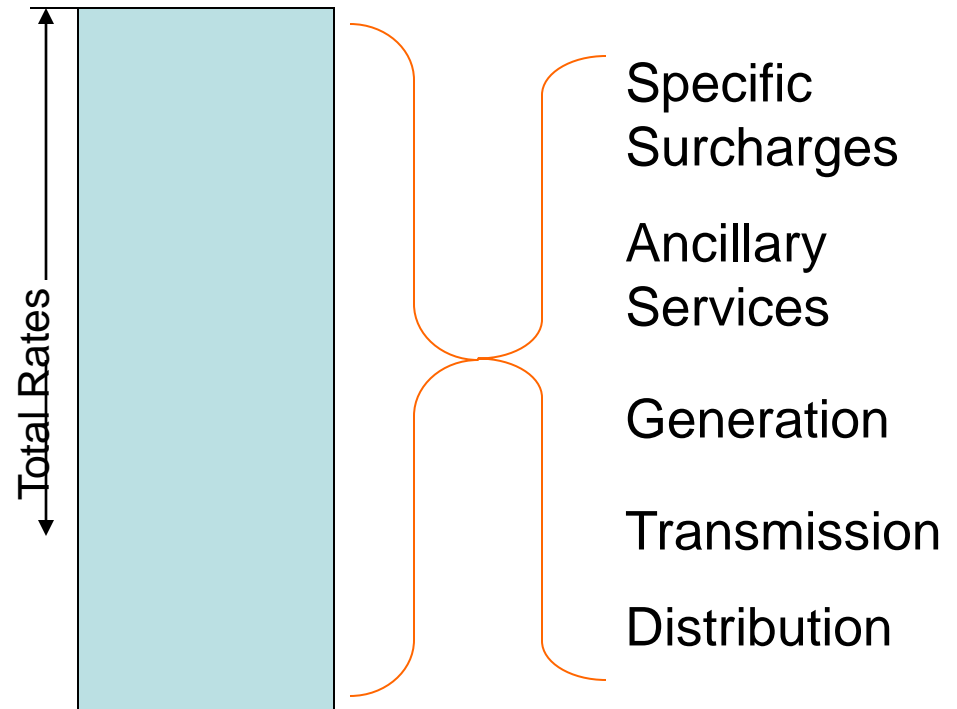 Total Rates
Specific
Surcharges
Ancillary
Services
Generation
Transmission
Distribution